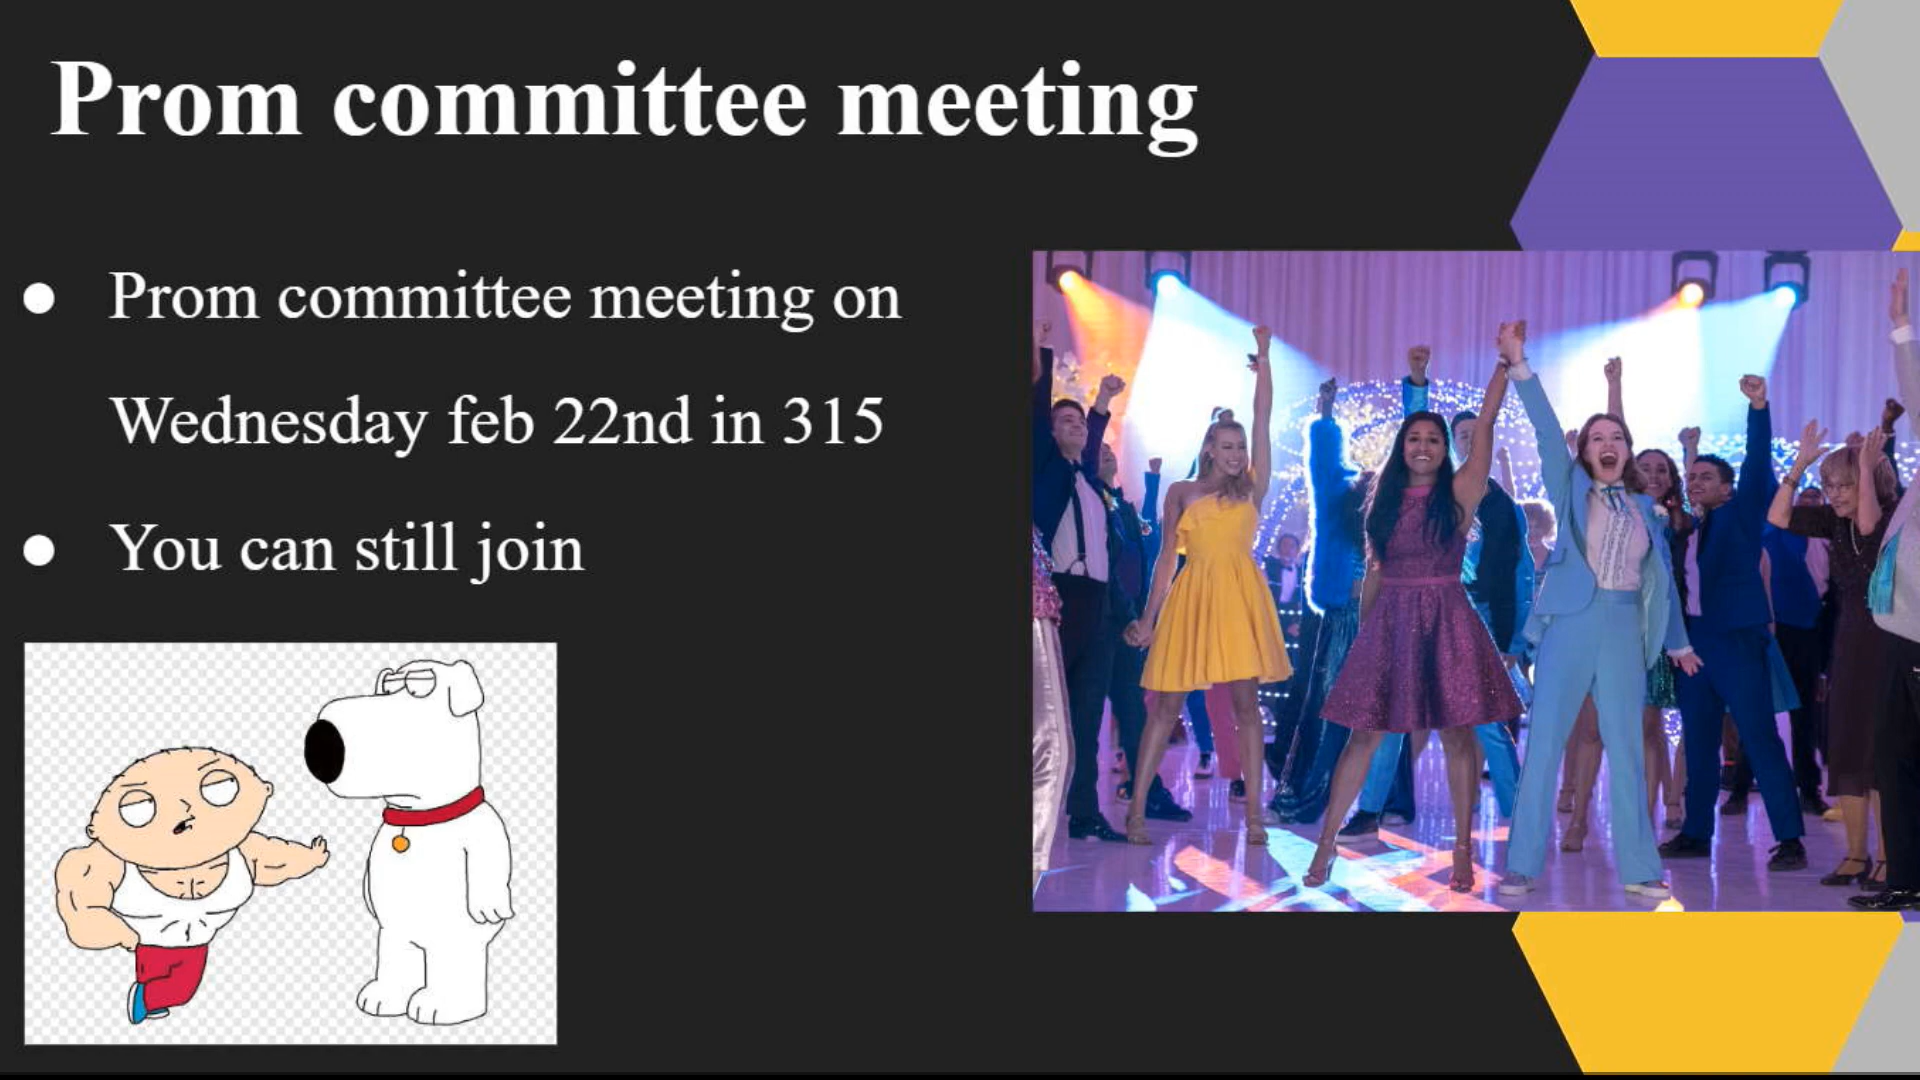 Prom committee meeting
● Prom committee meeting on
Wednesday feb 22nd in 315
● You can still join